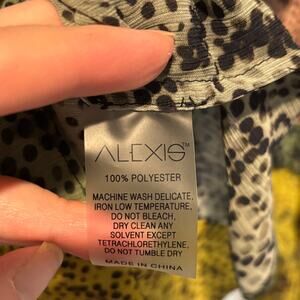 ALEXIS™
100% POLYESTER
MACHINE WASH DELICATE,
IRON LOW TEMPERATURE,
DO NOT BLEACH,
DRY CLEAN ANY
SOLVENT EXCEPT
TETRACHLORETHYLENE.
DO NOT TUMBLE DRY
MADE IN CHINA